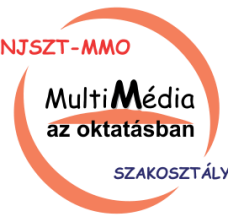 NJSZT-MMO
MultiMédia
az oktatásban
SZAKOSZTÁLY